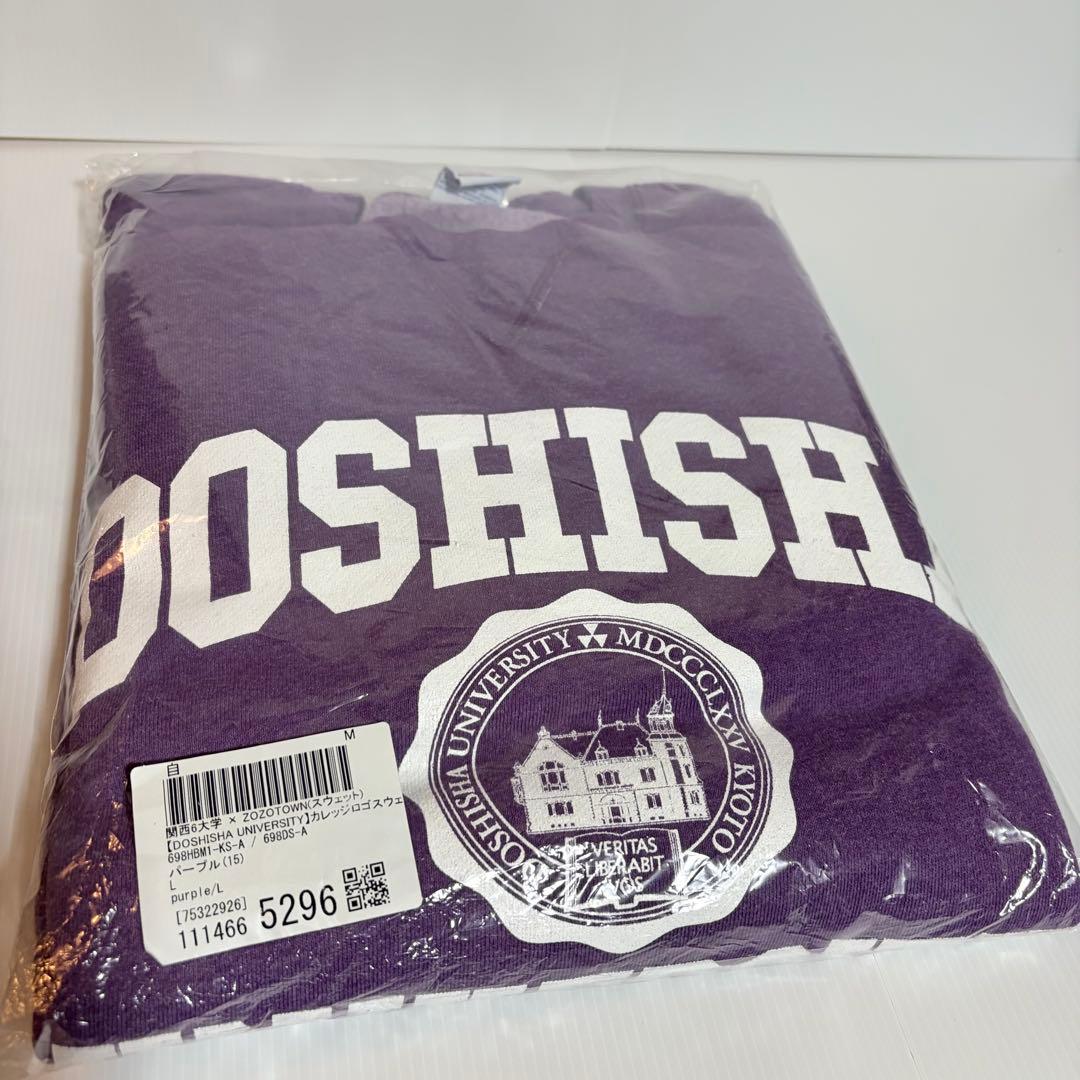 DOSHISH
DOSHISHA UNIVERSITY MDCCCLXXV KYOTO
VERITAS
LIBERABIT
VOS
M
自
関西6大学 × ZOZOTOWN(スウェット)
【DOSHISHA UNIVERSITY】カレッジロゴスウェ
698HBM1-KS-A / 698DS-A
パープル(15)
L
purple/L
[75322926]
111466 5296